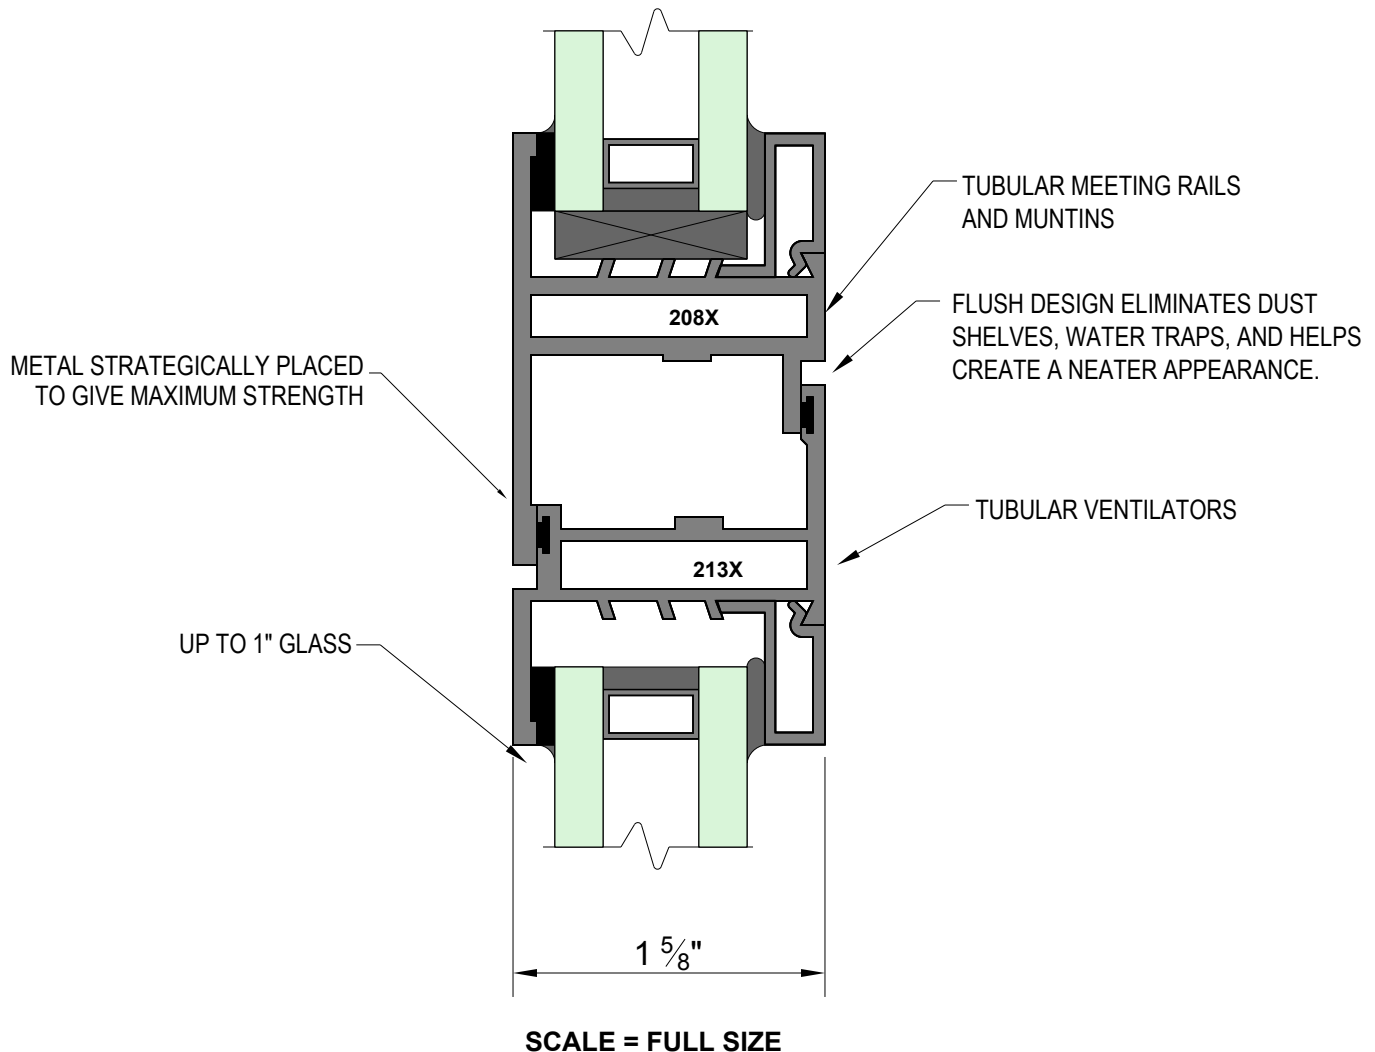 TUBULAR MEETING RAILS
AND MUNTINS
208X
FLUSH DESIGN ELIMINATES DUST
SHELVES, WATER TRAPS, AND HELPS
CREATE A NEATER APPEARANCE.
METAL STRATEGICALLY PLACED
TO GIVE MAXIMUM STRENGTH
TUBULAR VENTILATORS
213X
UP TO 1" GLASS
1 5/8"
SCALE = FULL SIZE